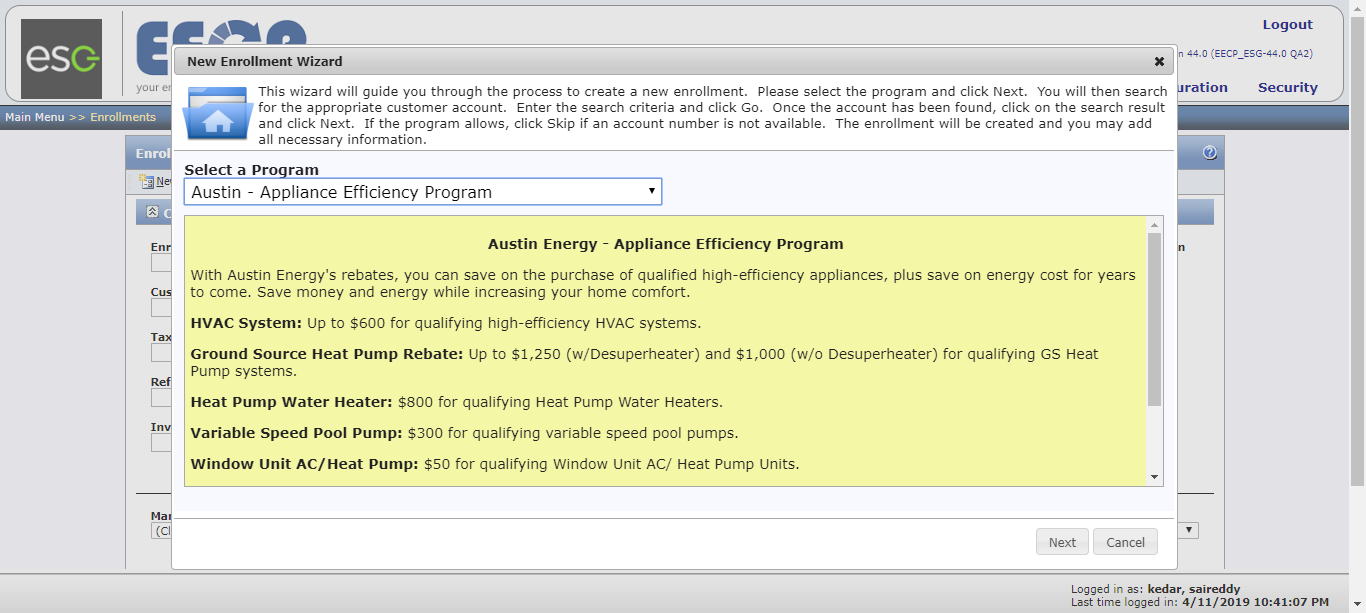 esc
EECP
Logout
n 44.0 (EECP_ESG-44.0 QA2)
your en
uration
Security
Main Menu >> Enrollments
New Enrollment Wizard
This wizard will guide you through the process to create a new enrollment.  Please select the program and click Next.  You will then search
for the appropriate customer account.  Enter the search criteria and click Go.  Once the account has been found, click on the search result
and click Next.  If the program allows, click Skip if an account number is not available.  The enrollment will be created and you may add
all necessary information.
Enrol
New
C
Enr
n
Cus
Tax
Ref
Inv
Man
(Cl
Select a Program
Austin - Appliance Efficiency Program
Austin Energy - Appliance Efficiency Program
With Austin Energy's rebates, you can save on the purchase of qualified high-efficiency appliances, plus save on energy cost for years
to come. Save money and energy while increasing your home comfort.
HVAC System: Up to $600 for qualifying high-efficiency HVAC systems.
Ground Source Heat Pump Rebate: Up to $1,250 (w/Desuperheater) and $1,000 (w/o Desuperheater) for qualifying GS Heat
Pump systems.
Heat Pump Water Heater: $800 for qualifying Heat Pump Water Heaters.
Variable Speed Pool Pump: $300 for qualifying variable speed pool pumps.
Window Unit AC/Heat Pump: $50 for qualifying Window Unit AC/ Heat Pump Units.
Next
Cancel
Logged in as: kedar, saireddy
Last time logged in: 4/11/2019 10:41:07 PM